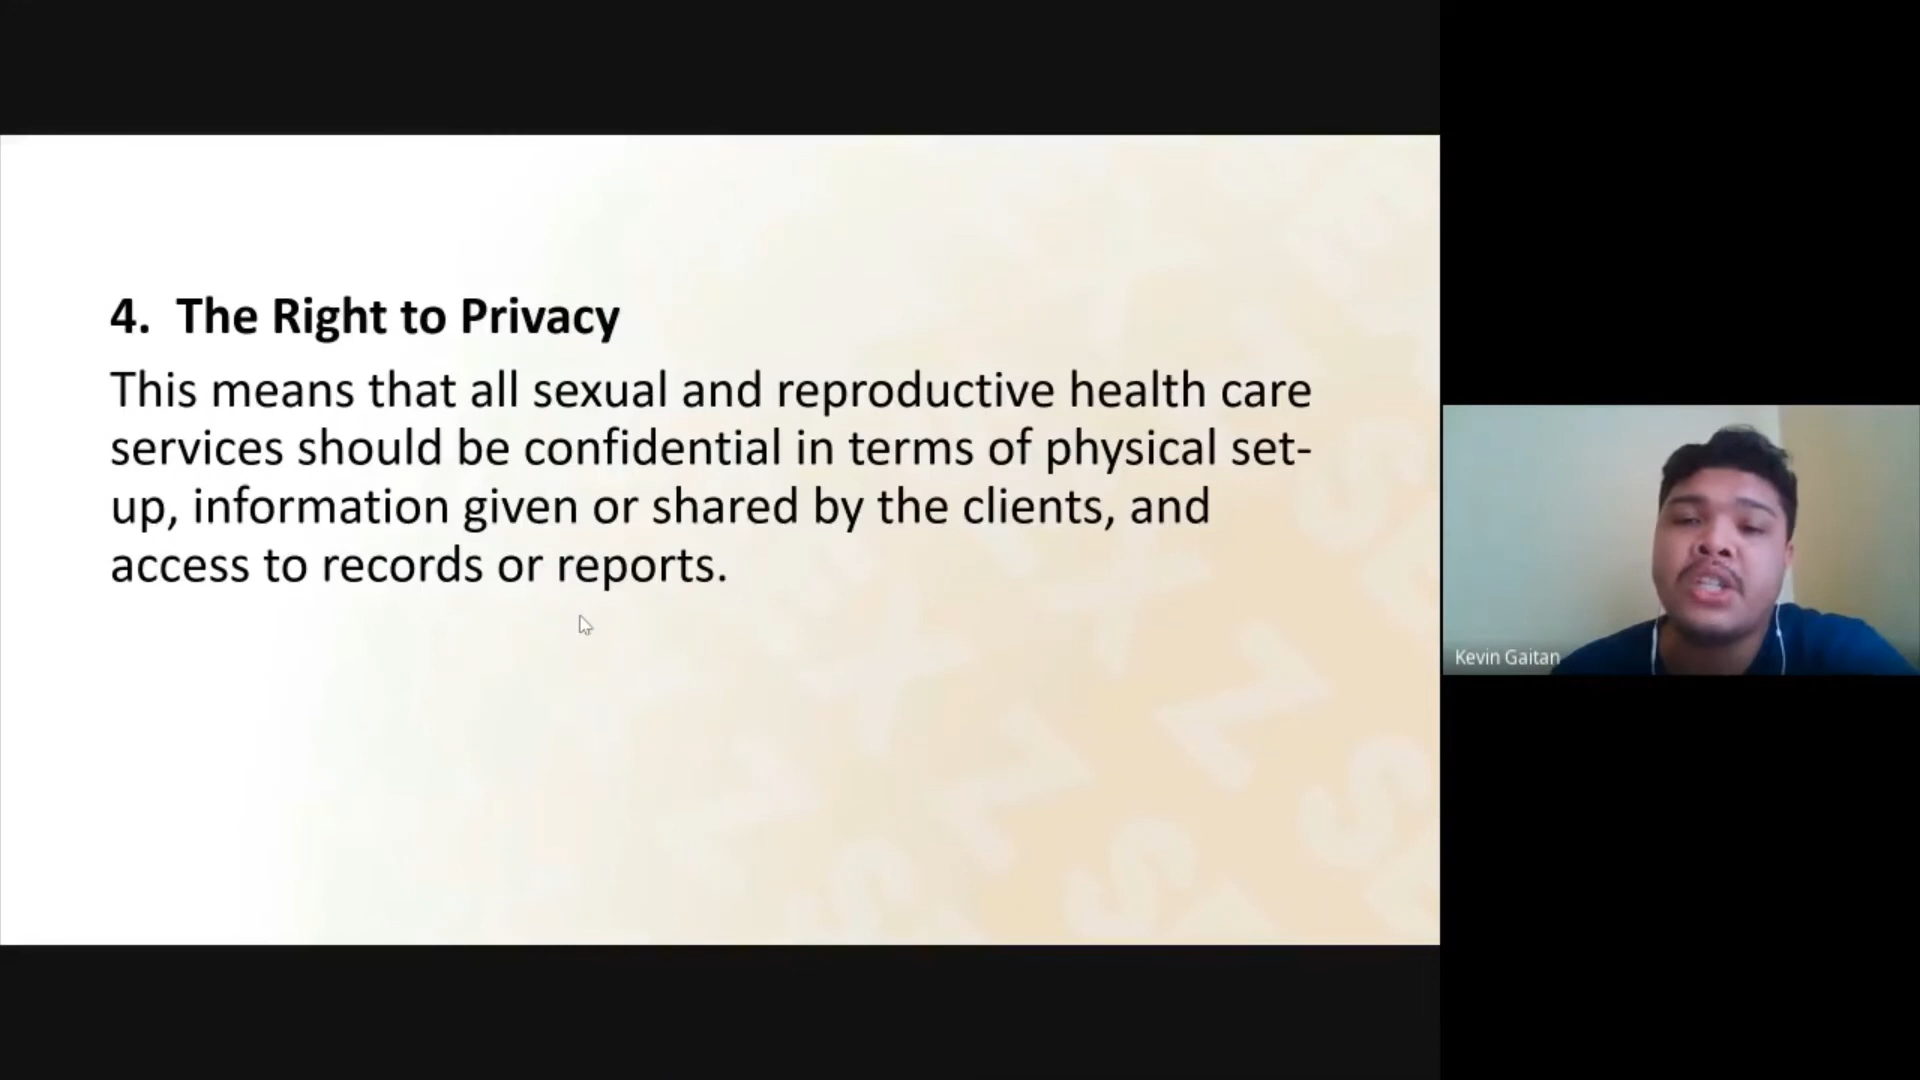 4. The Right to Privacy
This means that all sexual and reproductive health care
services should be confidential in terms of physical set-
up, information given or shared by the clients, and
access to records or reports.
Kevin Gaitan